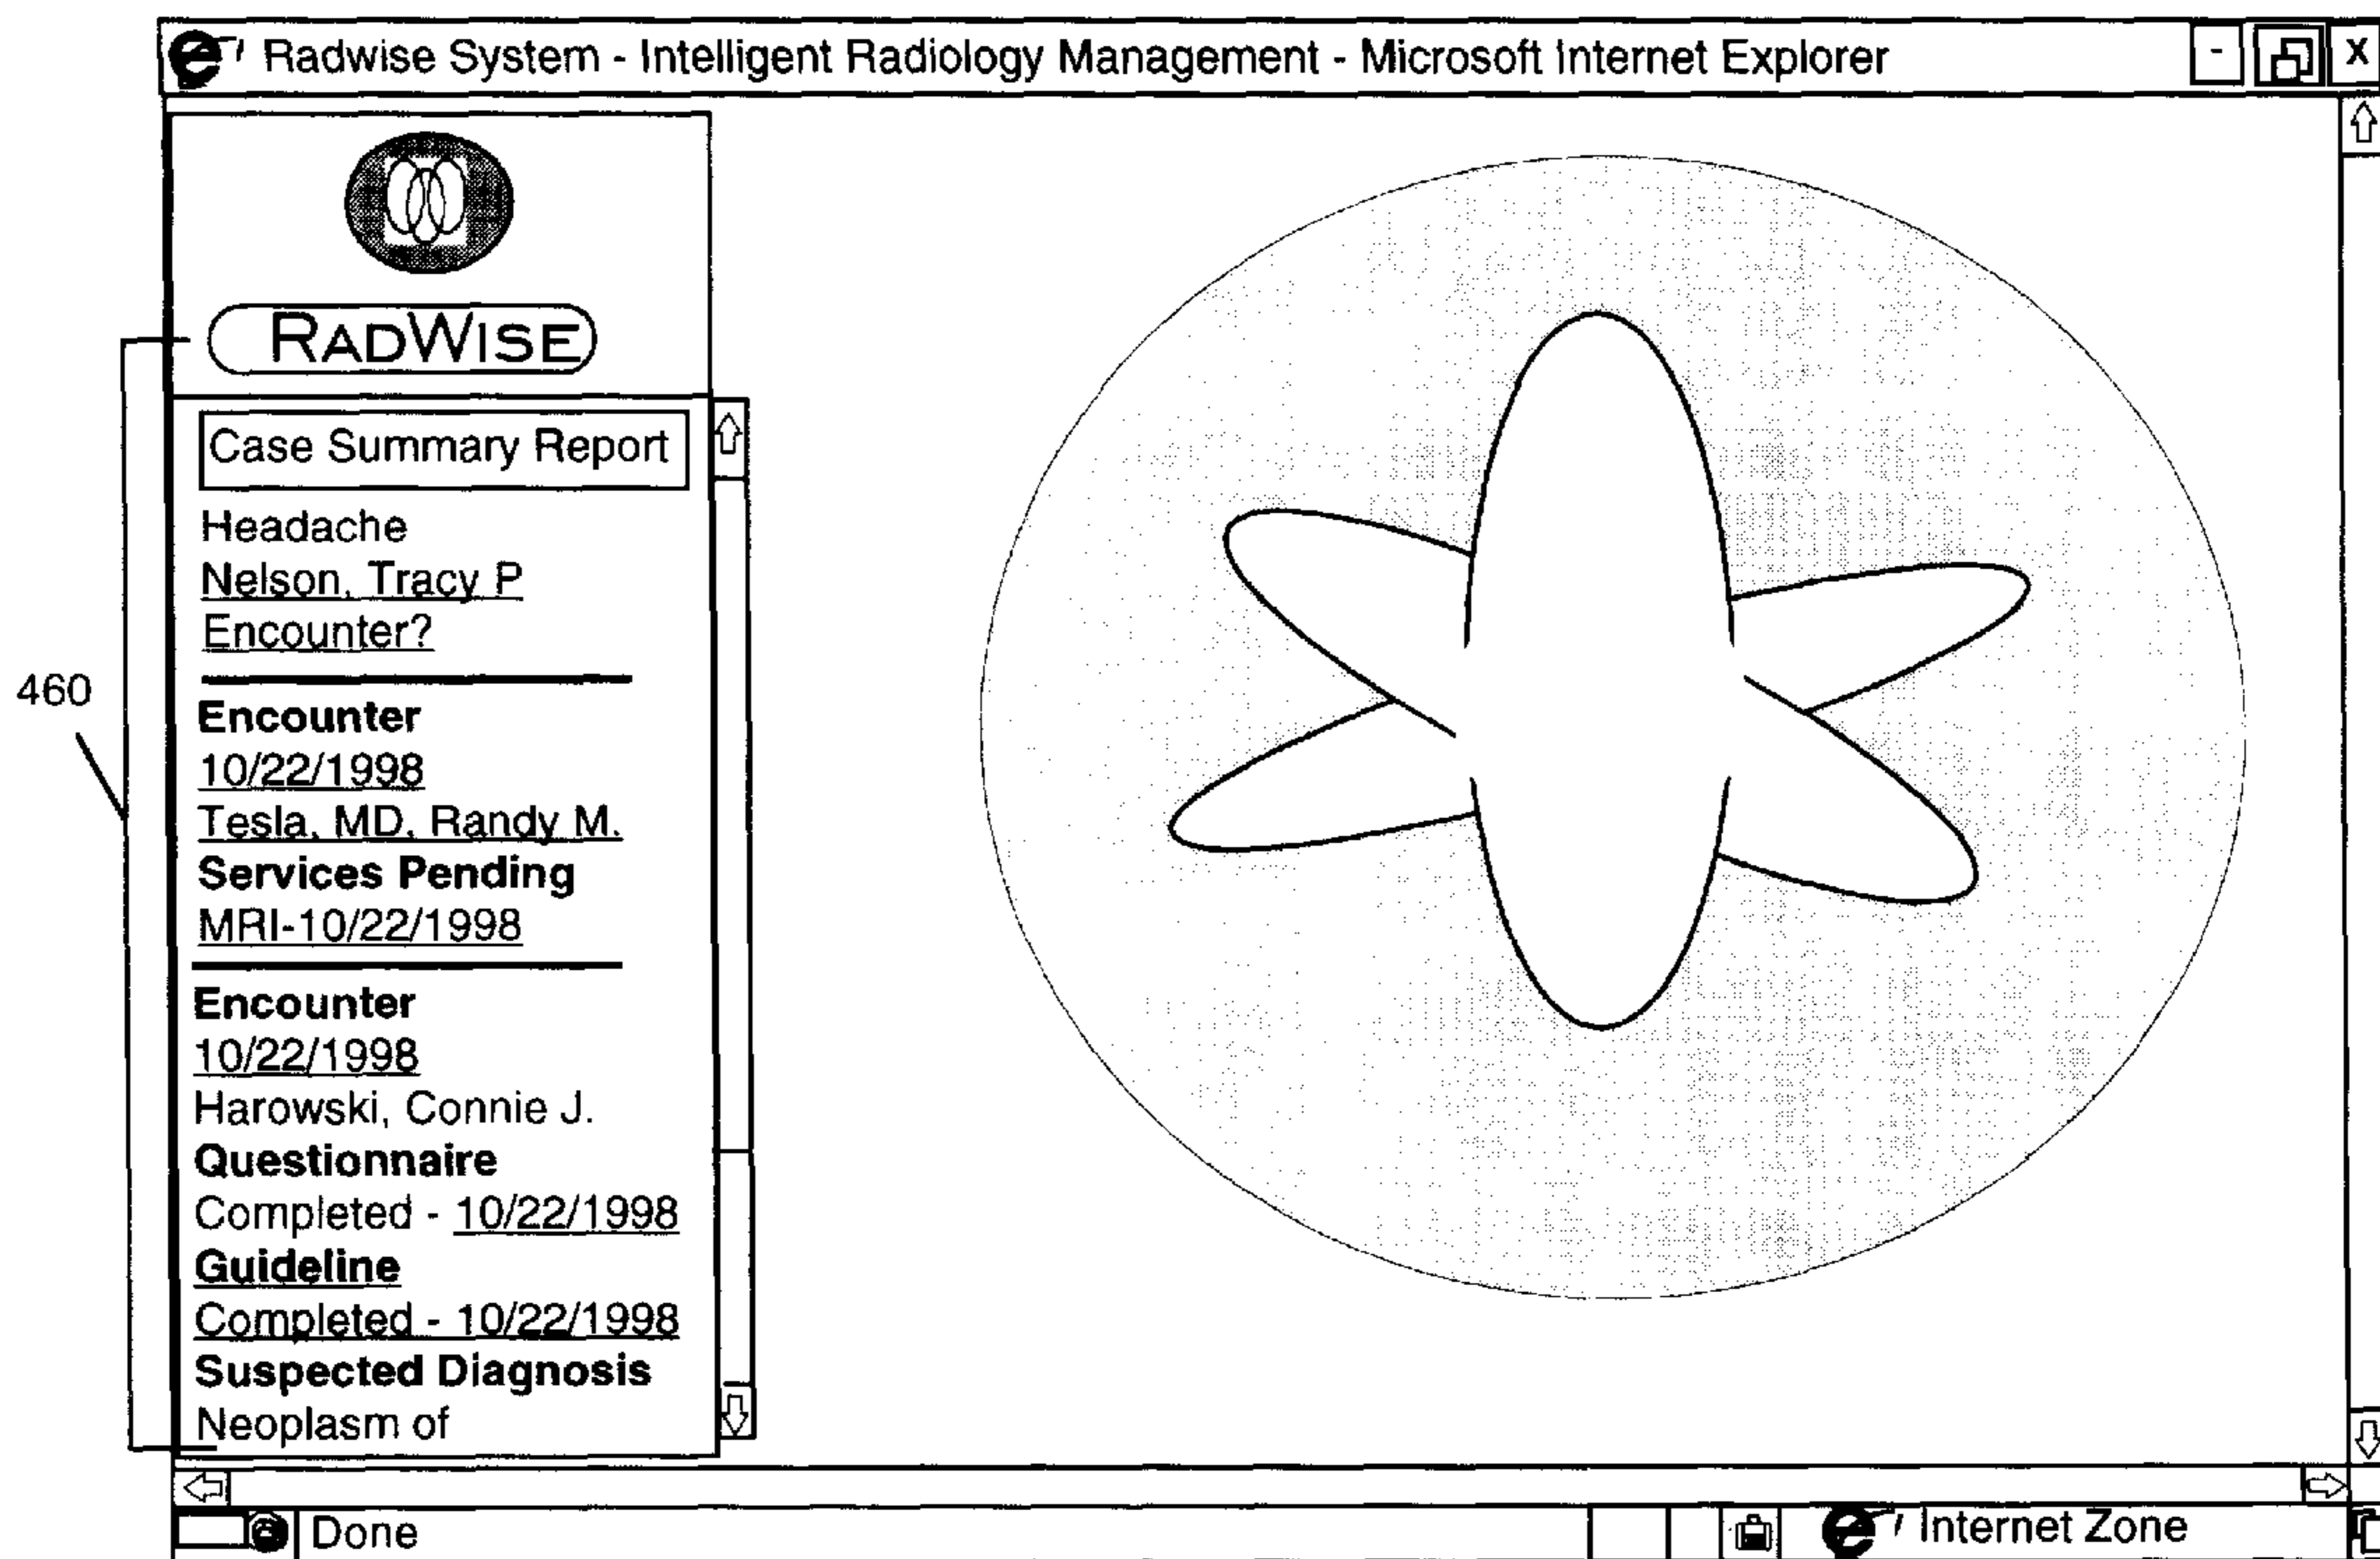 Radwise System - Intelligent Radiology Management - Microsoft Internet Explorer
- X
RADWISE
Case Summary Report
Headache
Nelson, Tracy P
Encounter?
460
Encounter
10/22/1998
Tesla, MD, Randy M.
Services Pending
MRI-10/22/1998
Encounter
10/22/1998
Harowski, Connie J.
Questionnaire
Completed - 10/22/1998
Guideline
Completed - 10/22/1998
Suspected Diagnosis
Neoplasm of
Done
Internet Zone